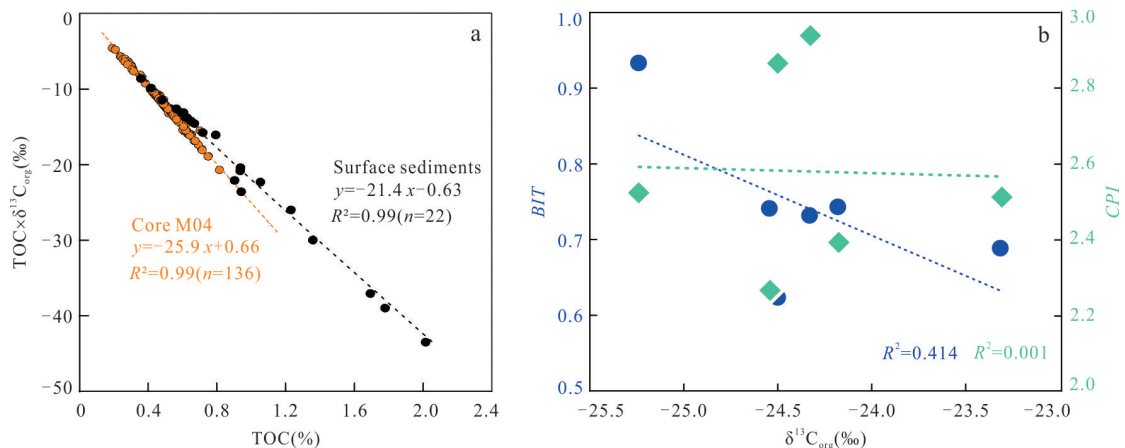 a
TOC×δ¹³Corg(‰)
0
−10
−20
−30
−40
−50
Surface sediments
y=−21.4 x−0.63
R²=0.99(n=22)
Core M04
y=−25.9 x+0.66
R²=0.99(n=136)
0 0.4 0.8 1.2 1.6 2.0 2.4
TOC(%)
b
BIT
1.0
0.9
0.8
0.7
0.6
0.5
CPI
3.0
2.8
2.6
2.4
2.2
2.0
R²=0.414 R²=0.001
−25.5 −25.0 −24.5 −24.0 −23.5 −23.0
δ¹³Corg(‰)